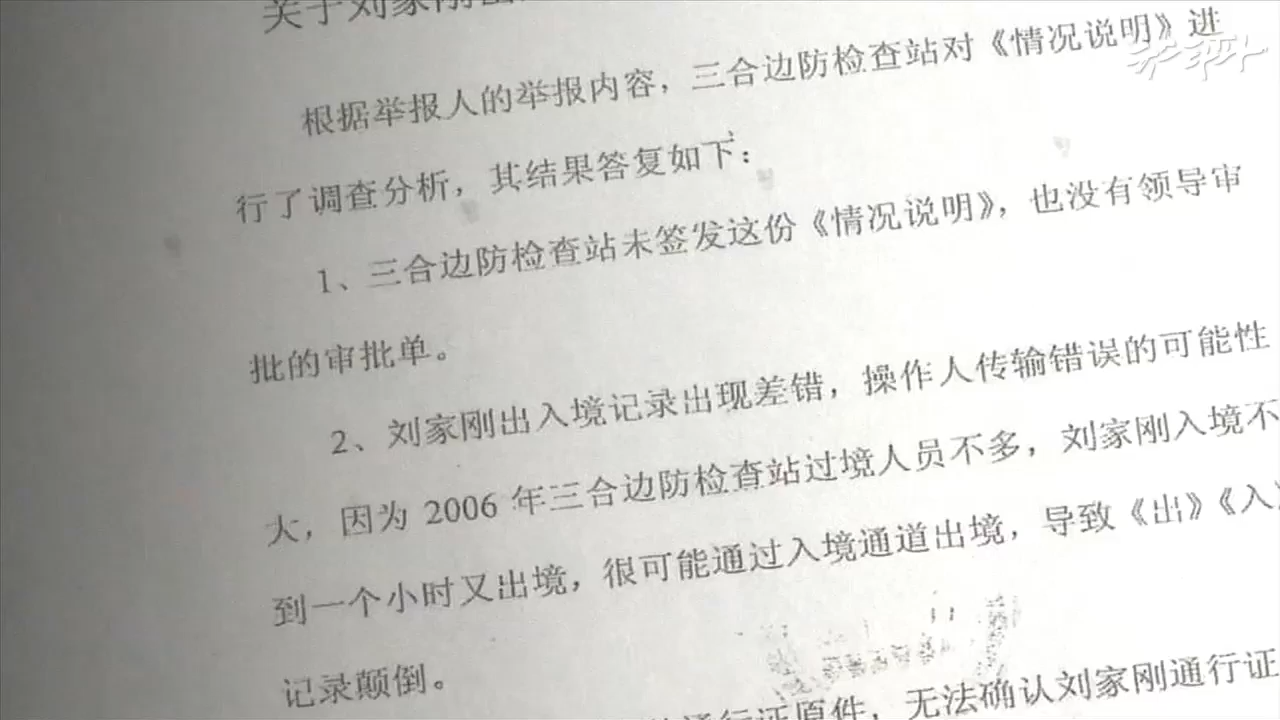 关于刘家刚出
根据举报人的举报内容，三合边防检查站对《情况说明》进
行了调查分析，其结果答复如下：
1、三合边防检查站未签发这份《情况说明》，也没有领导审
批的审批单。
2、刘家刚出入境记录出现差错，操作人传输错误的可能性
大，因为 2006 年三合边防检查站过境人员不多，刘家刚入境不
到一个小时又出境，很可能通过入境通道出境，导致《出》《入》
记录颠倒。
通行证原件，无法确认刘家刚通行证